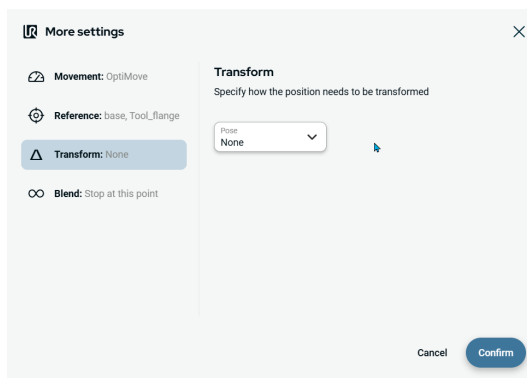 UR More settings
Movement: OptiMove
Reference: base, Tool_flange
Transform: None
Blend: Stop at this point
Transform
Specify how the position needs to be transformed
Pose
None
Cancel
Confirm